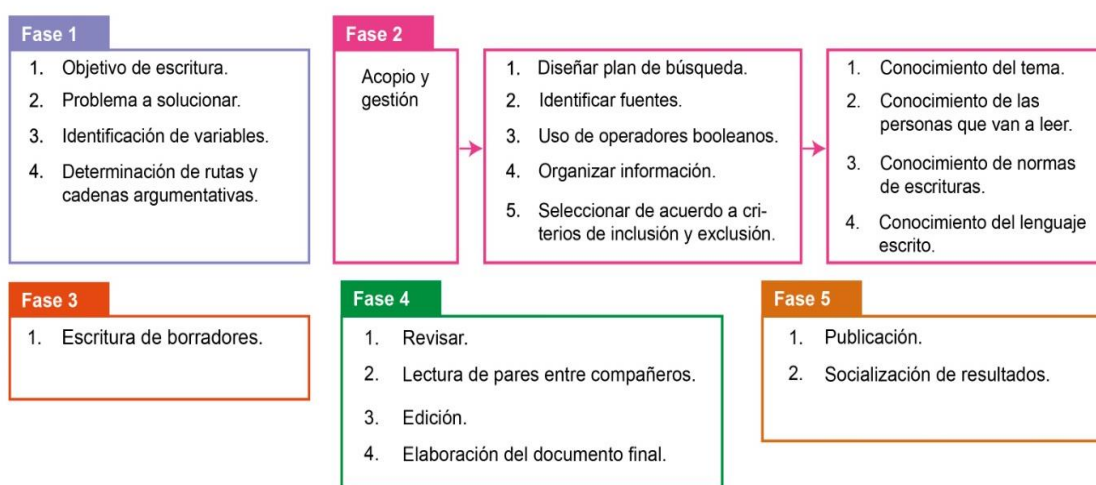 Fase 1
1. Objetivo de escritura.
2. Problema a solucionar.
3. Identificación de variables.
4. Determinación de rutas y
cadenas argumentativas.
Fase 2
Acopio y
gestión
1. Diseñar plan de búsqueda.
2. Identificar fuentes.
3. Uso de operadores booleanos.
4. Organizar información.
5. Seleccionar de acuerdo a cri-
terios de inclusión y exclusión.
1. Conocimiento del tema.
2. Conocimiento de las
personas que van a leer.
3. Conocimiento de normas
de escrituras.
4. Conocimiento del lenguaje
escrito.
Fase 3
1. Escritura de borradores.
Fase 4
1. Revisar.
2. Lectura de pares entre compañeros.
3. Edición.
4. Elaboración del documento final.
Fase 5
1. Publicación.
2. Socialización de resultados.